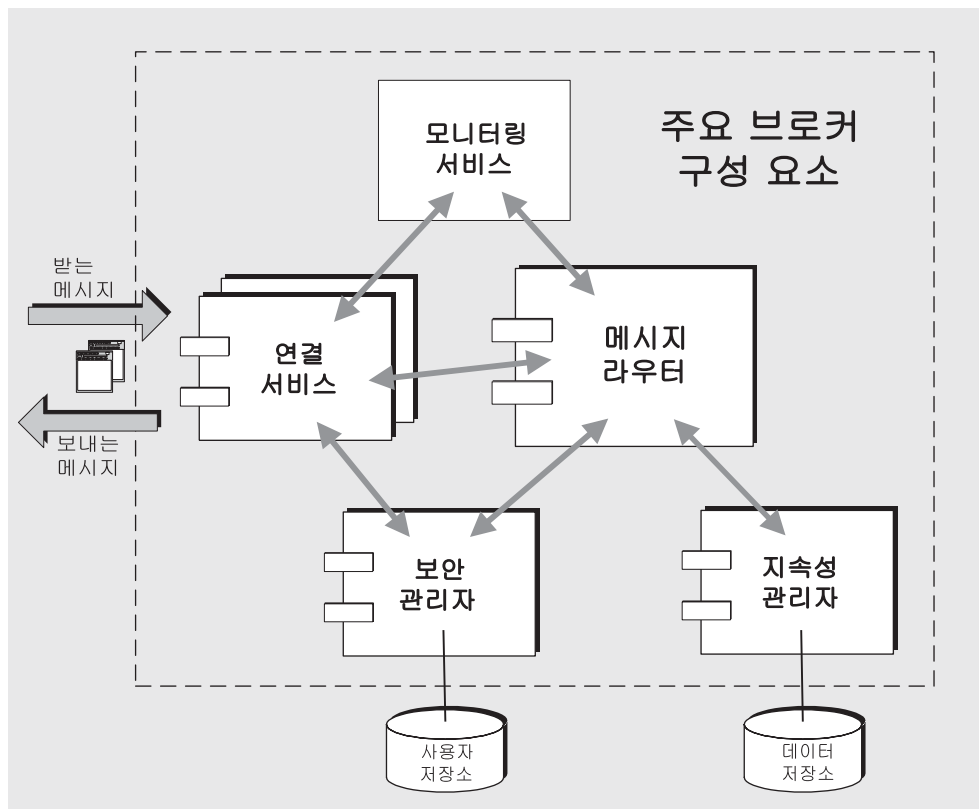 주요 브로커
구성 요소
모니터링
서비스
받는
메시지
연결
서비스
메시지
라우터
보내는
메시지
보안
관리자
지속성
관리자
사용자
저장소
데이터
저장소